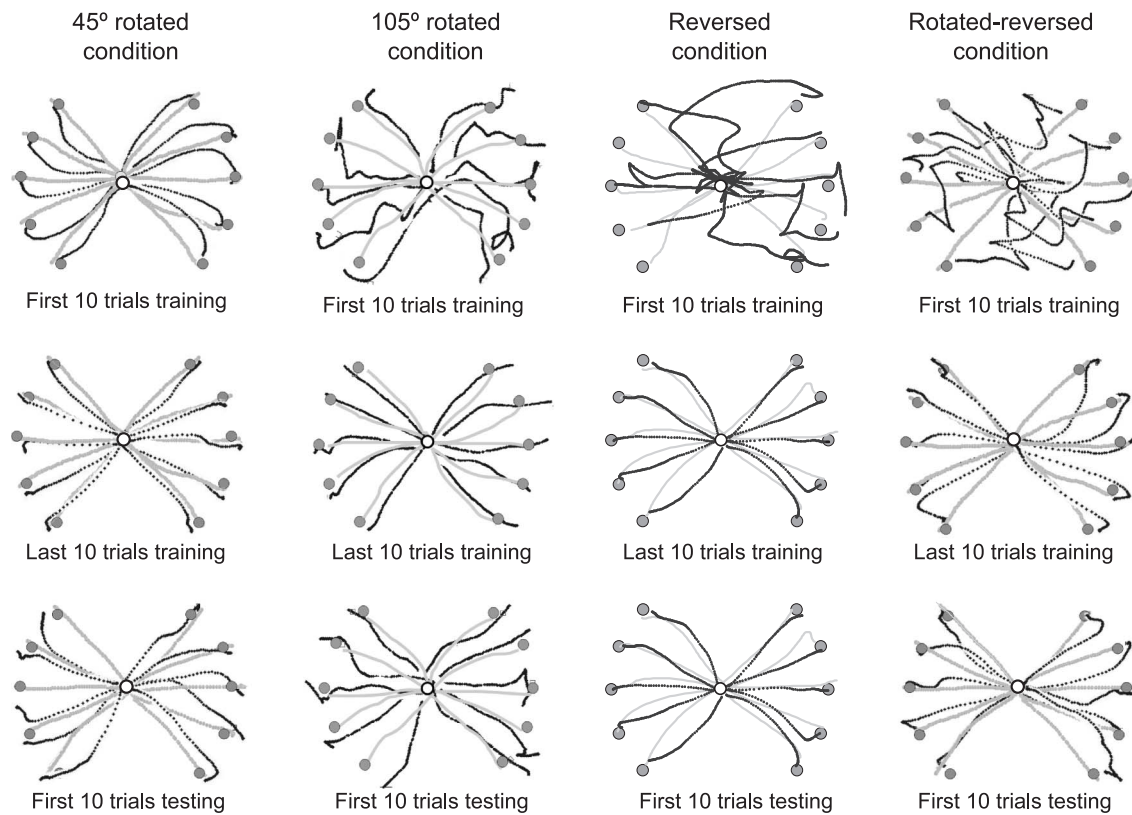 45º rotated
condition
105º rotated
condition
Reversed
condition
Rotated-reversed
condition
First 10 trials training
First 10 trials training
First 10 trials training
First 10 trials training
Last 10 trials training
Last 10 trials training
Last 10 trials training
Last 10 trials training
First 10 trials testing
First 10 trials testing
First 10 trials testing
First 10 trials testing